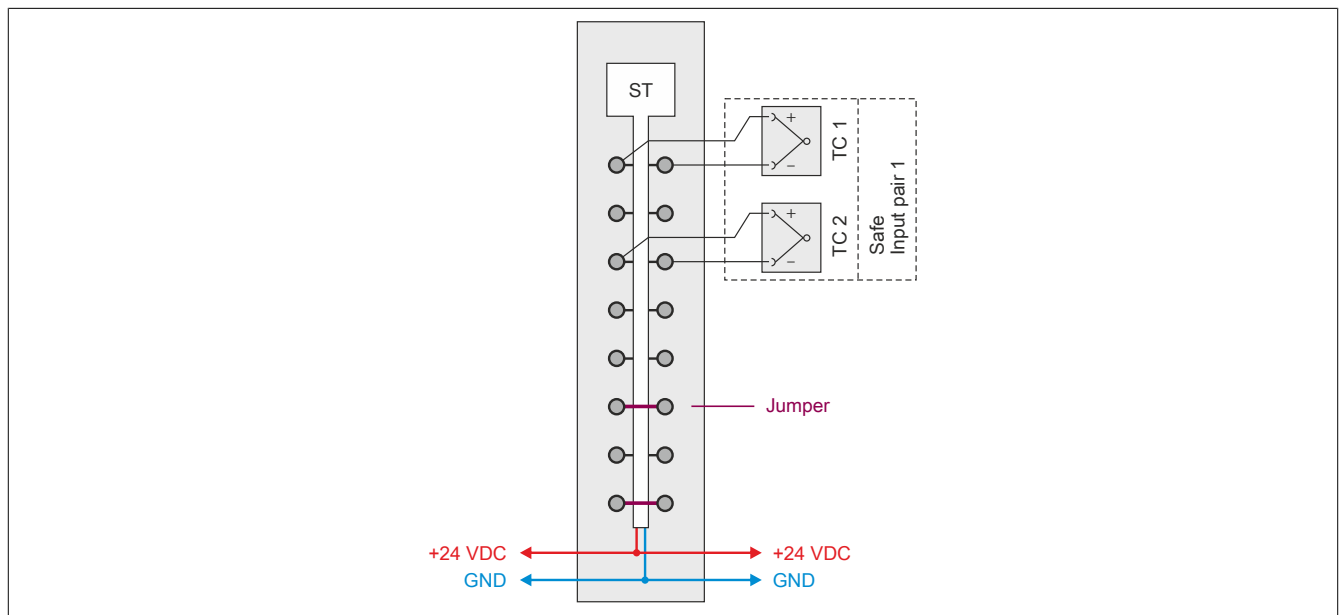 ST
+
−
TC 1
+
−
TC 2
Safe
Input pair 1
Jumper
+24 VDC
+24 VDC
GND
GND